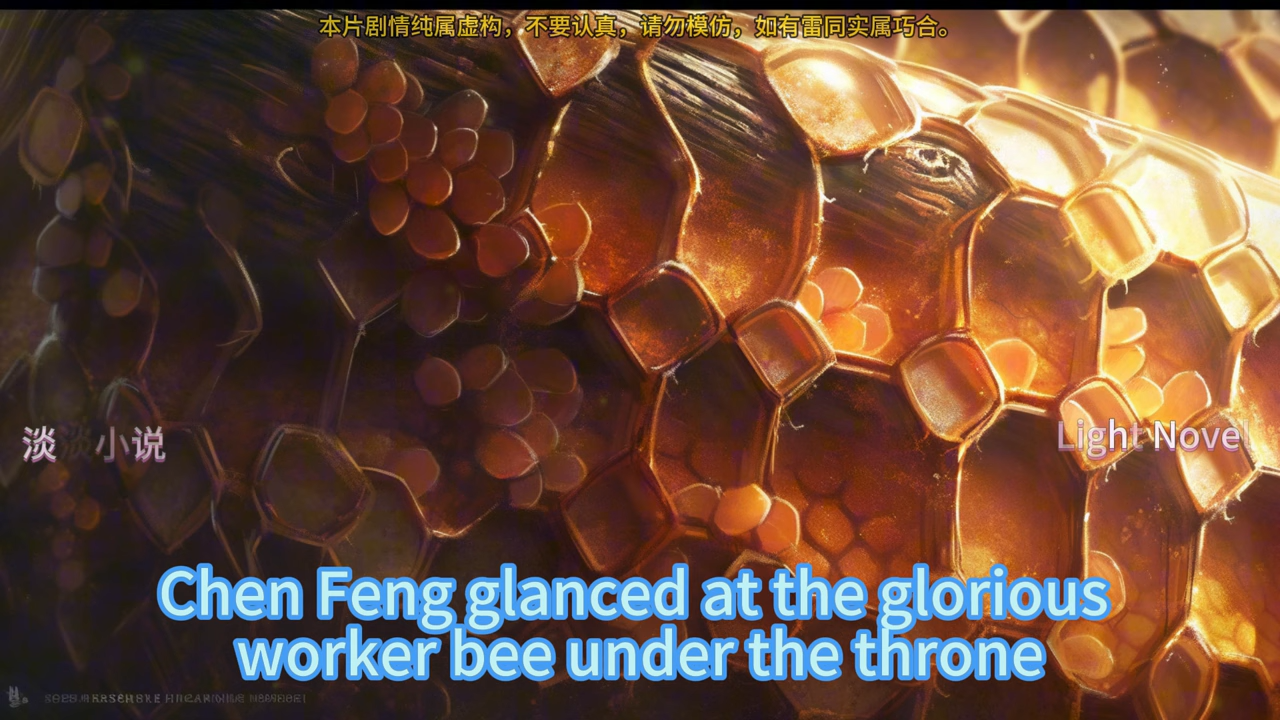 本片剧情纯属虚构，不要认真，请勿模仿，如有雷同实属巧合。
淡淡小说
Light Novel
Chen Feng glanced at the glorious
worker bee under the throne